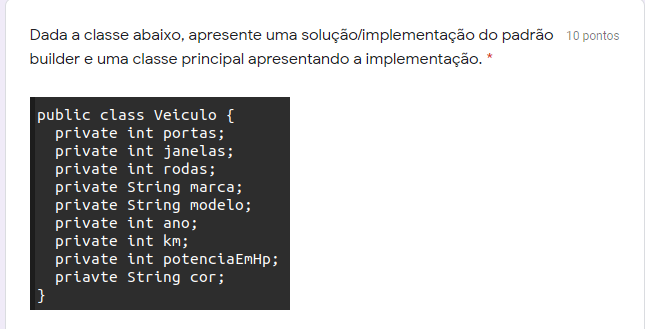 Dada a classe abaixo, apresente uma solução/implementação do padrão 10 pontos
builder e uma classe principal apresentando a implementação. *
public class Veiculo {
  private int portas;
  private int janelas;
  private int rodas;
  private String marca;
  private String modelo;
  private int ano;
  private int km;
  private int potenciaEmHp;
  priavte String cor;
}